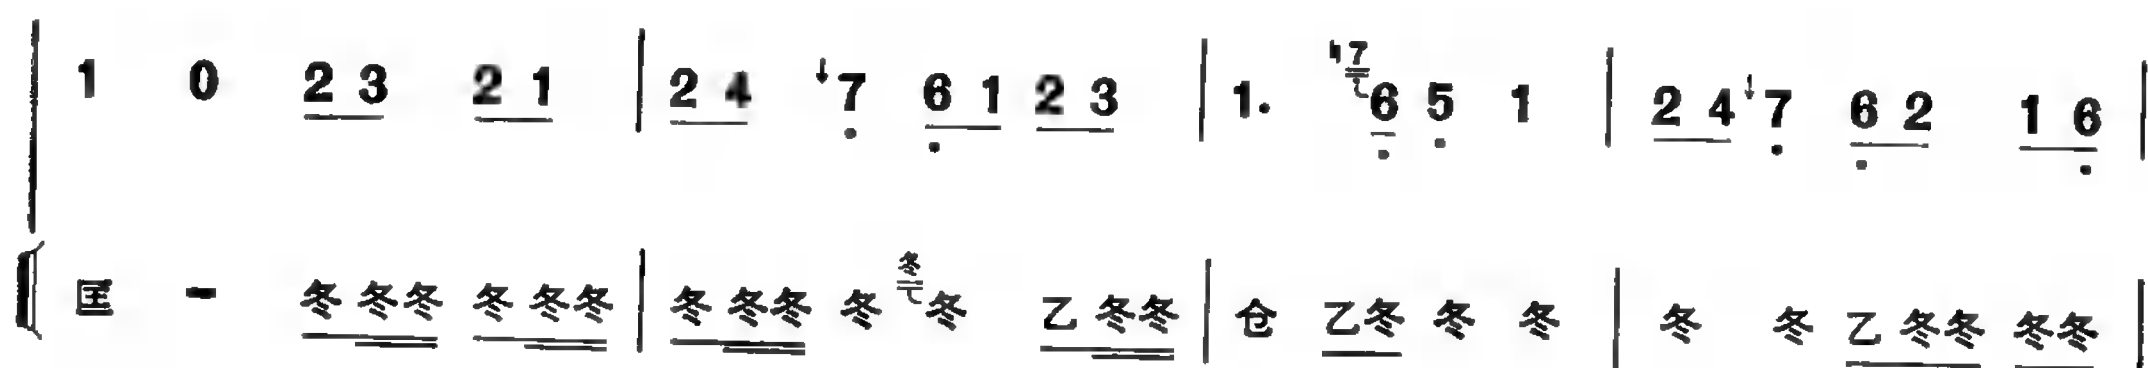 1 0 2 3 2 1 | 2 4 ↓7 6 1 2 3 | 1. 7 6 5 1 | 2 4 ↓7 6 2 1 6 |
匡 - 冬 冬冬 冬 冬冬 | 冬 冬冬 冬 冬 冬 乙 冬冬 | 仓 乙冬 冬 冬 | 冬 冬 乙 冬冬 冬冬 |